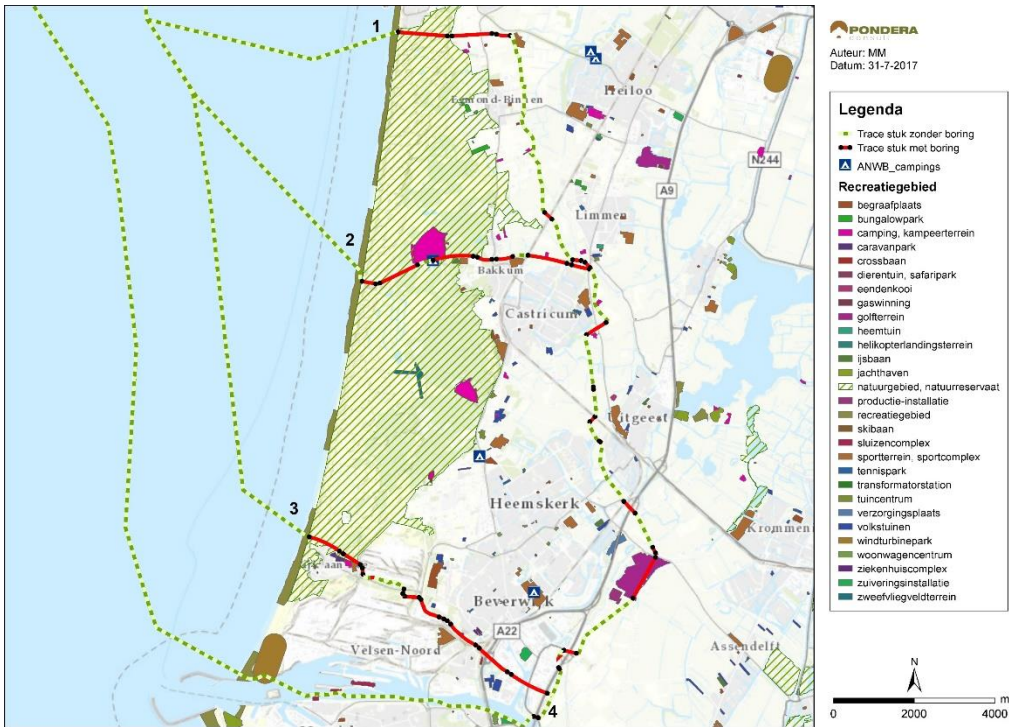 1
Egmond-Binnen
Heiloo
N244
A9
Limmen
2
Bakkum
Castricum
Uitgeest
3
Heemskerk
Krommeni
Beverwijk
A22
Velsen-Noord
Assendelft
4
PONDERA
Auteur: MM
Datum: 31-7-2017
Legenda
Trace stuk zonder boring
Trace stuk met boring
ANWB_campings
Recreatiegebied
begraafplaats
bungalowpark
camping, kampeerterrein
caravanpark
crossbaan
dierentuin, safaripark
eendenkooi
gaswinning
golfterrein
heemtuin
helikopterlandingsterrein
ijsbaan
jachthaven
natuurgebied, natuurreservaat
productie-installatie
recreatiegebied
skibaan
sluizencomplex
sportterrein, sportcomplex
tennispark
transformatorstation
tuincentrum
verzorgingsplaats
volkstuinen
windturbinepark
woonwagencentrum
ziekenhuiscomplex
zuiveringsinstallatie
zweefvliegveldterrein
N
0 2000 4000 m